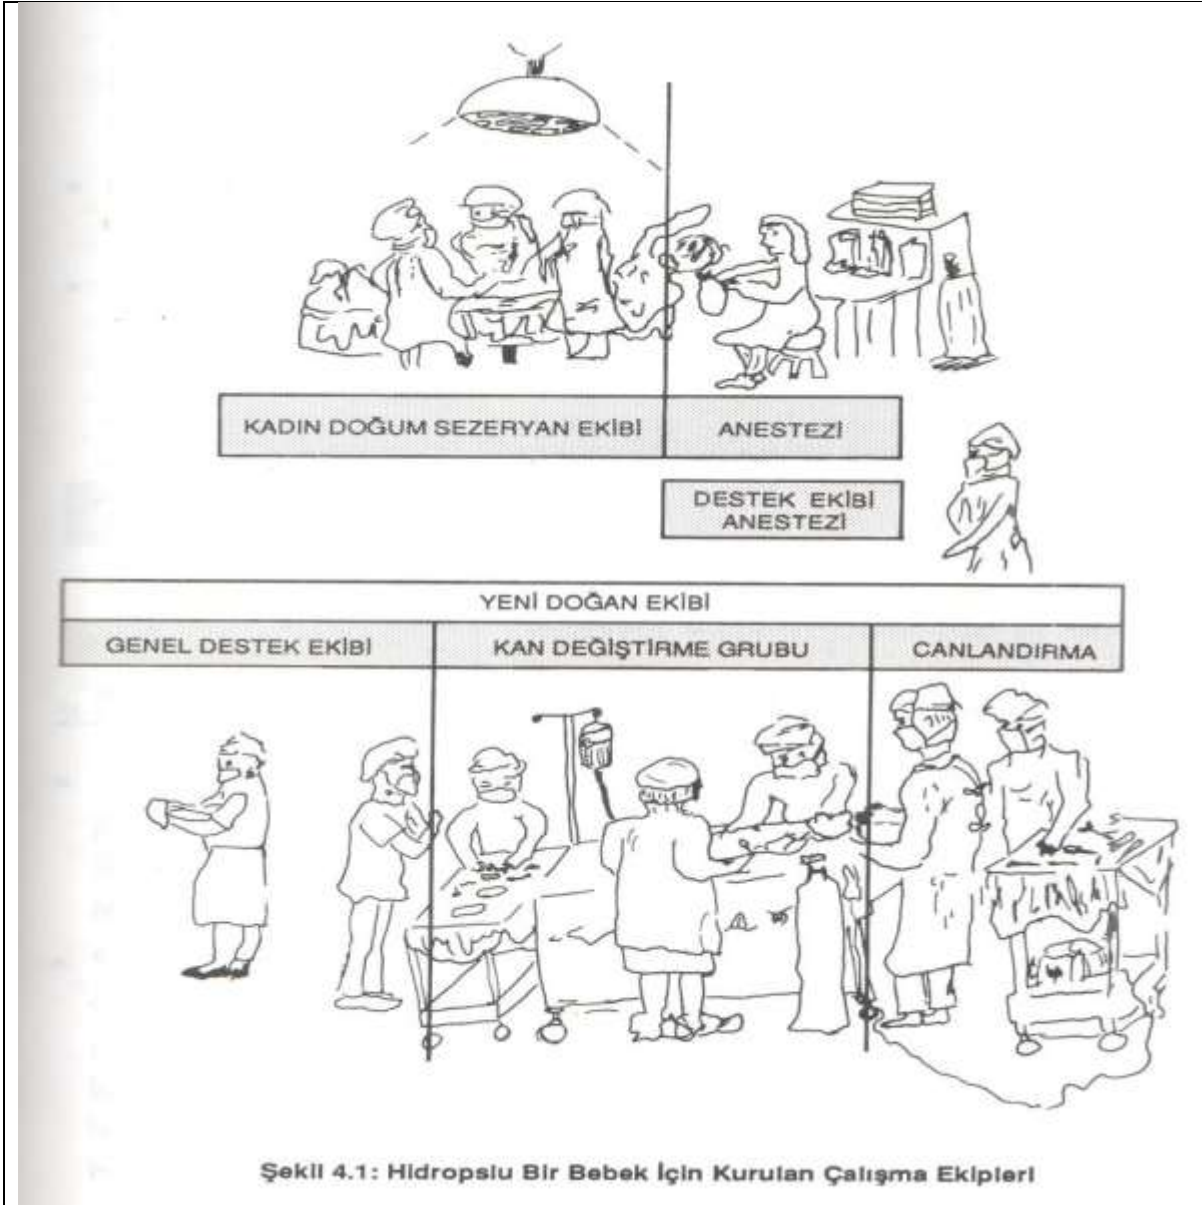 KADIN DOĞUM SEZERYAN EKİBİ
ANESTEZİ
DESTEK EKİBİ
ANESTEZİ
YENİ DOĞAN EKİBİ
GENEL DESTEK EKİBİ
KAN DEĞİŞTİRME GRUBU
CANLANDIRMA
Şekil 4.1: Hidropslu Bir Bebek İçin Kurulan Çalışma Ekipleri